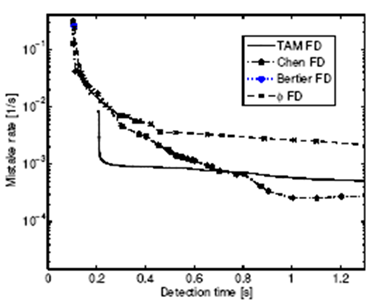 10^-1
10^-2
10^-3
10^-4
0
0 0.2 0.4 0.6 0.8 1 1.2
Mistake rate [1/s]
Detection time [s]
TAM FD
Chen FD
Bertier FD
ϕ FD